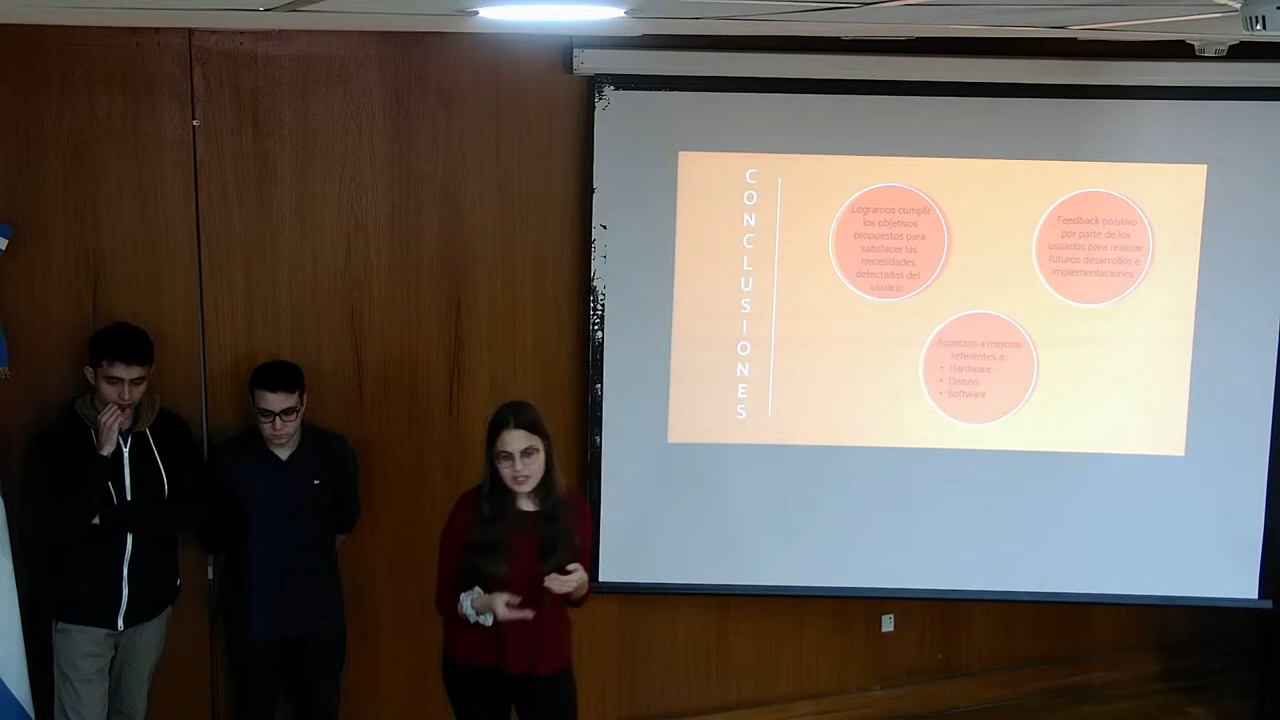 CONCLUSIONES
Logramos cumplir
los objetivos
propuestos para
satisfacer las
necesidades
detectadas del
usuario
Feedback positivo
por parte de los
usuarios para realizar
futuros desarrollos e
implementaciones.
Aspectos a mejorar
referentes a:
• Hardware
• Diseño
• Software